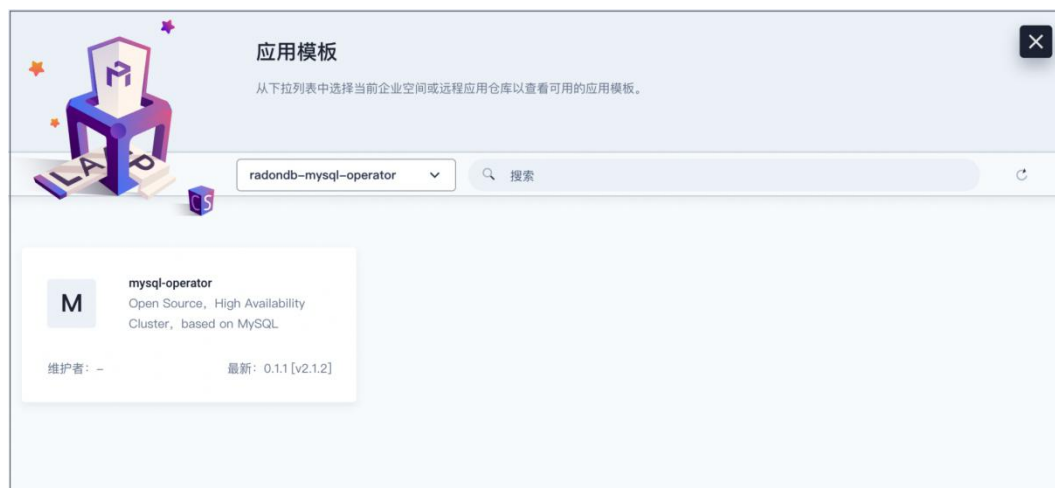 应用模板
从下拉列表中选择当前企业空间或远程应用仓库以查看可用的应用模板。
LAPP
CS
radondb-mysql-operator
搜索
M
mysql-operator
Open Source, High Availability
Cluster, based on MySQL
维护者: -
最新: 0.1.1 [v2.1.2]